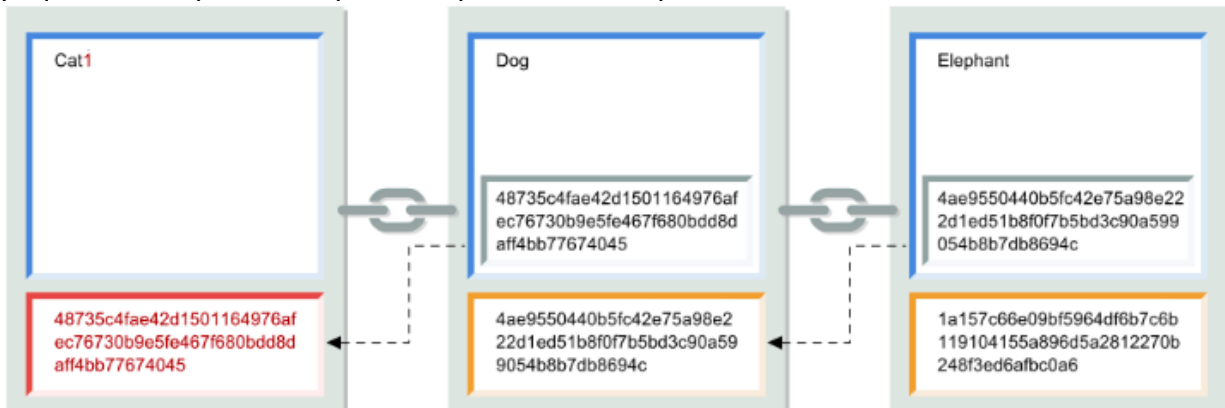 Cat1
48735c4fae42d1501164976af
ec76730b9e5fe467f680bdd8d
aff4bb77674045
Dog
48735c4fae42d1501164976af
ec76730b9e5fe467f680bdd8d
aff4bb77674045
4ae9550440b5fc42e75a98e2
22d1ed51b8f0f7b5bd3c90a59
9054b8b7db8694c
Elephant
4ae9550440b5fc42e75a98e22
2d1ed51b8f0f7b5bd3c90a599
054b8b7db8694c
1a157c66e09bf5964df6b7c6b
119104155a896d5a2812270b
248f3ed6afbc0a6